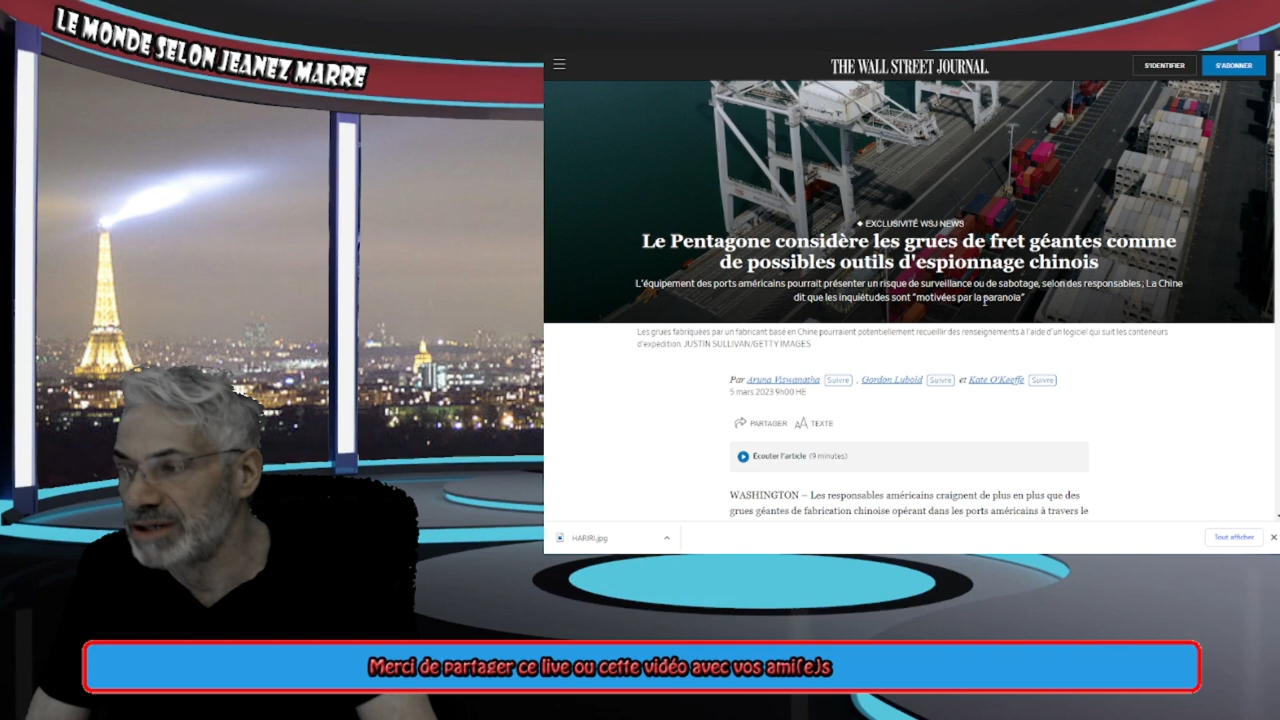 LE MONDE SELON JEANEZ MARRE
THE WALL STREET JOURNAL.
S'IDENTIFIER
S'ABONNER
◆ EXCLUSIVITÉ WSJ NEWS
Le Pentagone considère les grues de fret géantes comme
de possibles outils d'espionnage chinois
L'équipement des ports américains pourrait présenter un risque de surveillance ou de sabotage, selon des responsables ; La Chine
dit que les inquiétudes sont "motivées par la paranoïa"
Les grues fabriquées par un fabricant basé en Chine pourraient potentiellement recueillir des renseignements à l'aide d'un logiciel qui suit les conteneurs
d'expédition. JUSTIN SULLIVAN/GETTY IMAGES
Par Aruna Viswanatha Suivre , Gordon Lubold Suivre et Kate O'Keeffe Suivre
5 mars 2023 9h00 HE
PARTAGER AA TEXTE
Écouter l'article (9 minutes)
WASHINGTON – Les responsables américains craignent de plus en plus que des
grues géantes de fabrication chinoise opérant dans les ports américains à travers le
HARIRI.jpg
Tout afficher
Merci de partager ce live ou cette vidéo avec vos ami(e)s